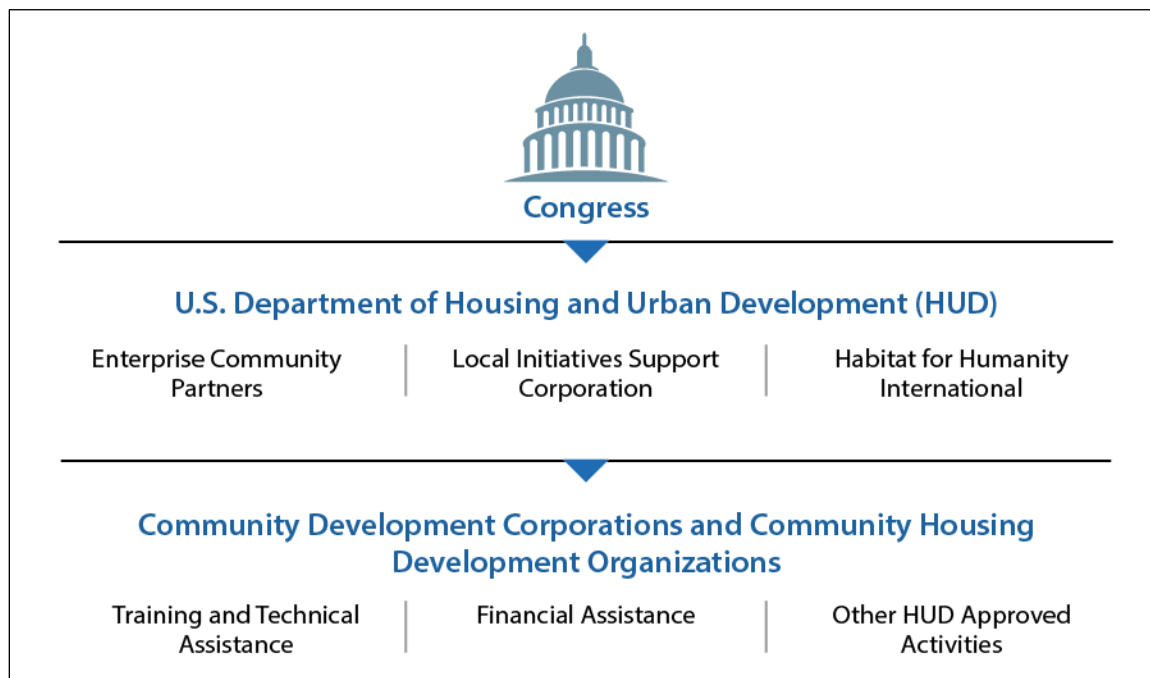 Congress
U.S. Department of Housing and Urban Development (HUD)
Enterprise Community
Partners
Local Initiatives Support
Corporation
Habitat for Humanity
International
Community Development Corporations and Community Housing
Development Organizations
Training and Technical
Assistance
Financial Assistance
Other HUD Approved
Activities